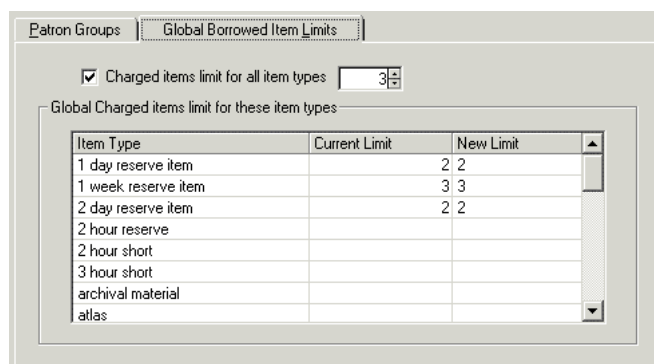 Patron Groups Global Borrowed Item Limits
Charged items limit for all item types 3
Global Charged items limit for these item types
Item Type Current Limit New Limit
1 day reserve item 2 2
1 week reserve item 3 3
2 day reserve item 2 2
2 hour reserve
2 hour short
3 hour short
archival material
atlas